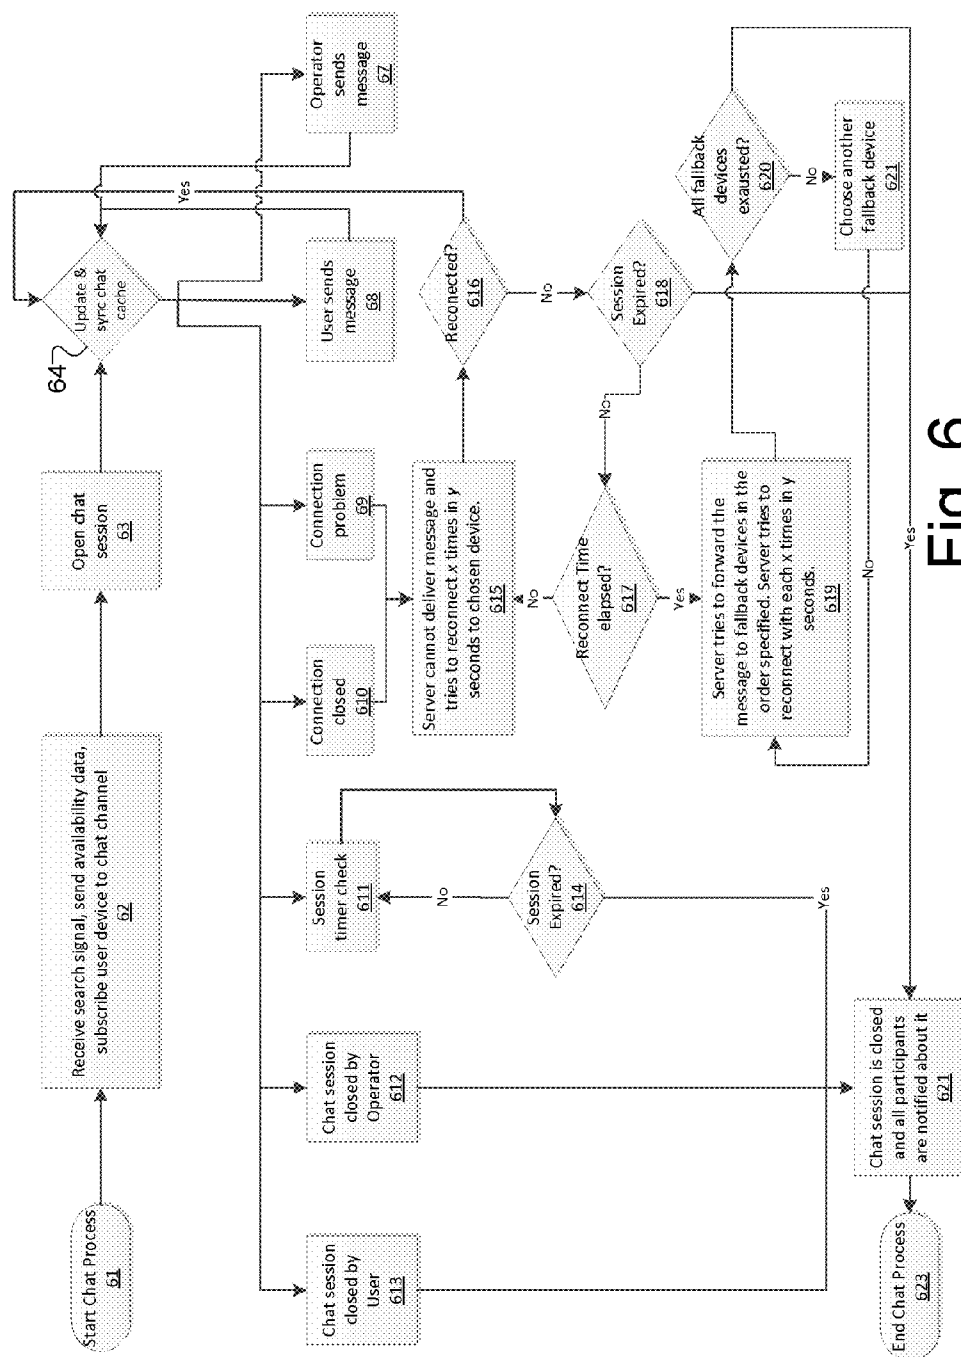 Start Chat Process
61
Receive search signal, send availability data,
subscribe user device to chat channel
62
Open chat
session
63
64
Update &
sync chat
cache
Chat session
closed by
User
613
Chat session
closed by
Operator
612
Session
timer check
611
Connection
closed
610
Connection
problem
69
User sends
message
68
Operator
sends
message
67
Yes
No
Session
Expired?
614
Yes
Server cannot deliver message and
tries to reconnect x times in y
seconds to chosen device.
615
Reconnected?
616
No
No
Reconnect Time
elapsed?
617
No
Session
Expired?
618
Yes
Server tries to forward the
message to fallback devices in the
order specified. Server tries to
reconnect with each x times in y
seconds.
619
All fallback
devices
exausted?
620
No
Choose another
fallback device
621
No
Yes
Chat session is closed
and all participants
are notified about it
621
End Chat Process
623
Fig. 6